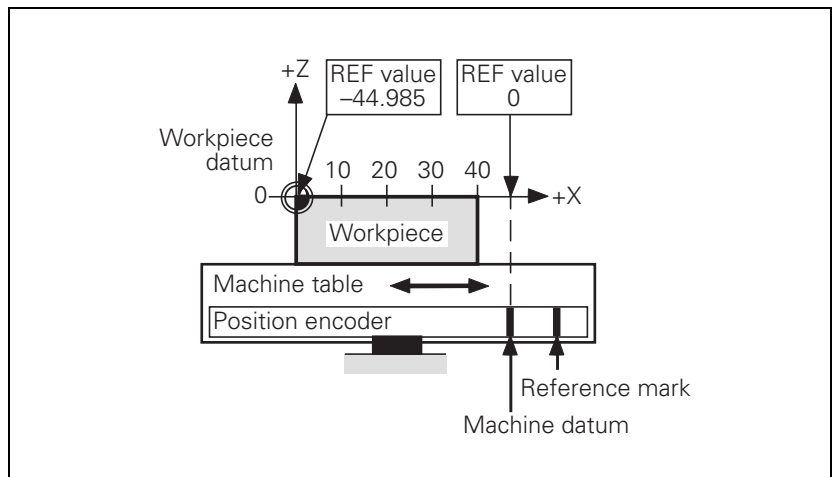 +Z
REF value
–44.985
REF value
0
Workpiece
datum
10 20 30 40
0
+X
Workpiece
Machine table
Position encoder
Reference mark
Machine datum